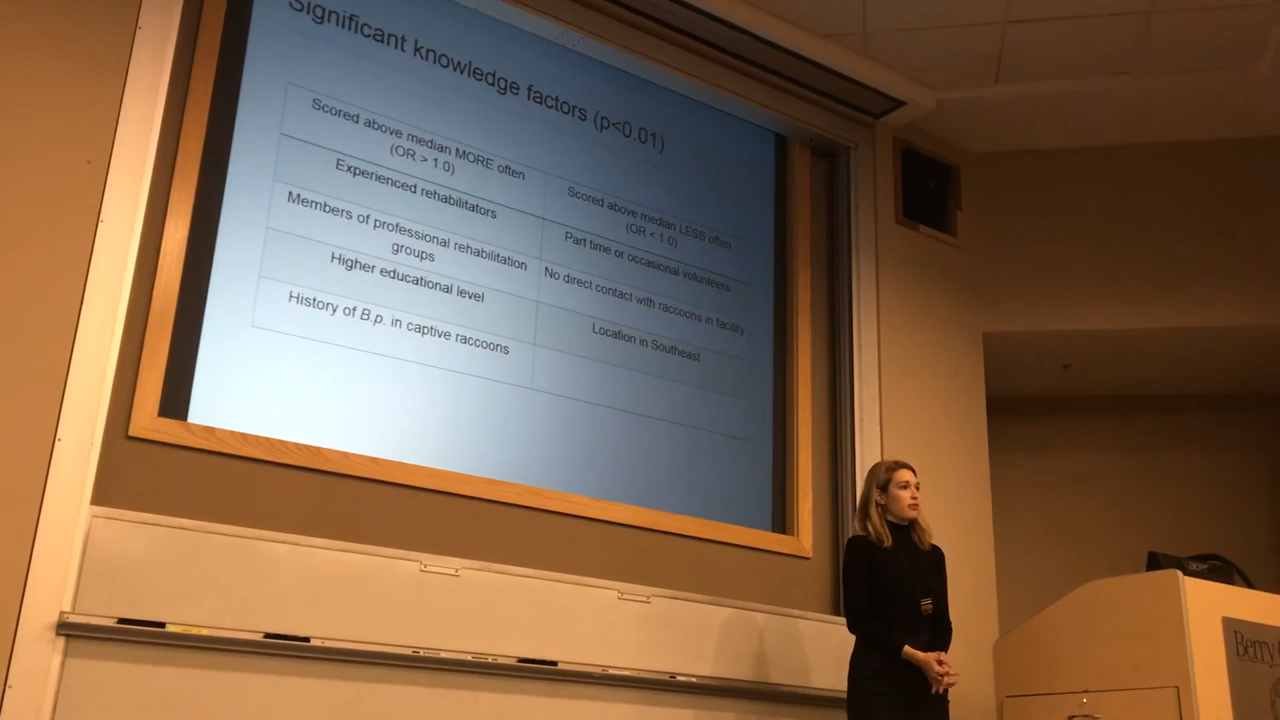 Significant knowledge factors (p<0.01)
Scored above median MORE often
(OR > 1.0)
Scored above median LESS often
(OR < 1.0)
Experienced rehabilitators
Part time or occasional volunteers
Members of professional rehabilitation
groups
No direct contact with raccoons in facility
Higher educational level
Location in Southeast
History of B.p. in captive raccoons
acer
Berry